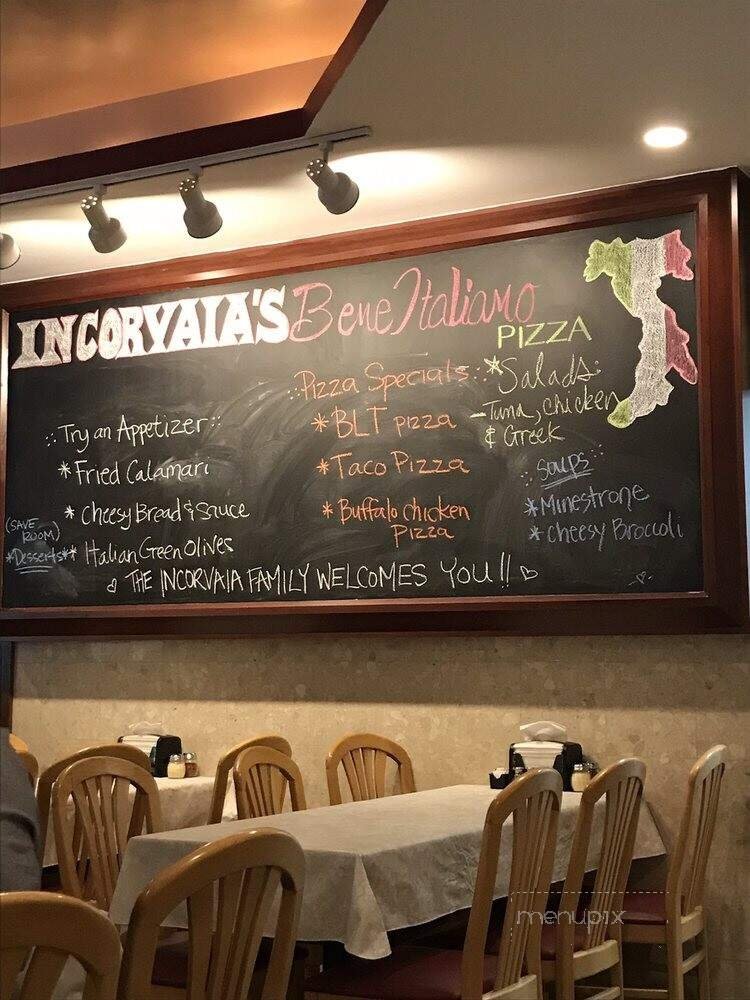 INCORVAIA'S Bene Italiano
PIZZA
Try an Appetizer
*Fried Calamari
* cheesy Bread & Sauce
* Italian Green Olives
(SAVE
ROOM)
*Desserts*
Pizza Specials
*BLT pizza
*Taco Pizza
*Buffalo chicken
Pizza
*Salads:
-Tuna, chicken
& Greek
Soups
*Minestrone
*cheesy Broccoli
THE INCORVAIA FAMILY WELCOMES YOU!!
menupix